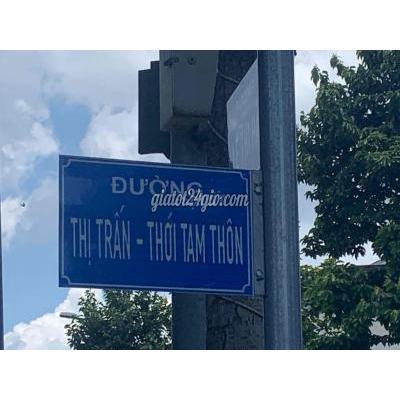 ĐƯỜNG
giatot24gio.com
THỊ TRẤN - THỚI TAM THÔN